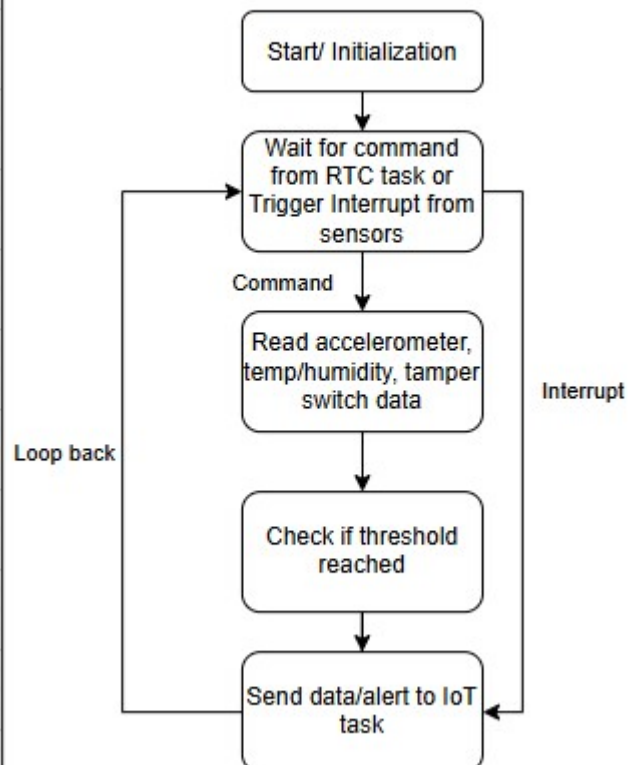 Start/ Initialization
Wait for command
from RTC task or
Trigger Interrupt from
sensors
Command
Read accelerometer,
temp/humidity, tamper
switch data
Interrupt
Loop back
Check if threshold
reached
Send data/alert to IoT
task